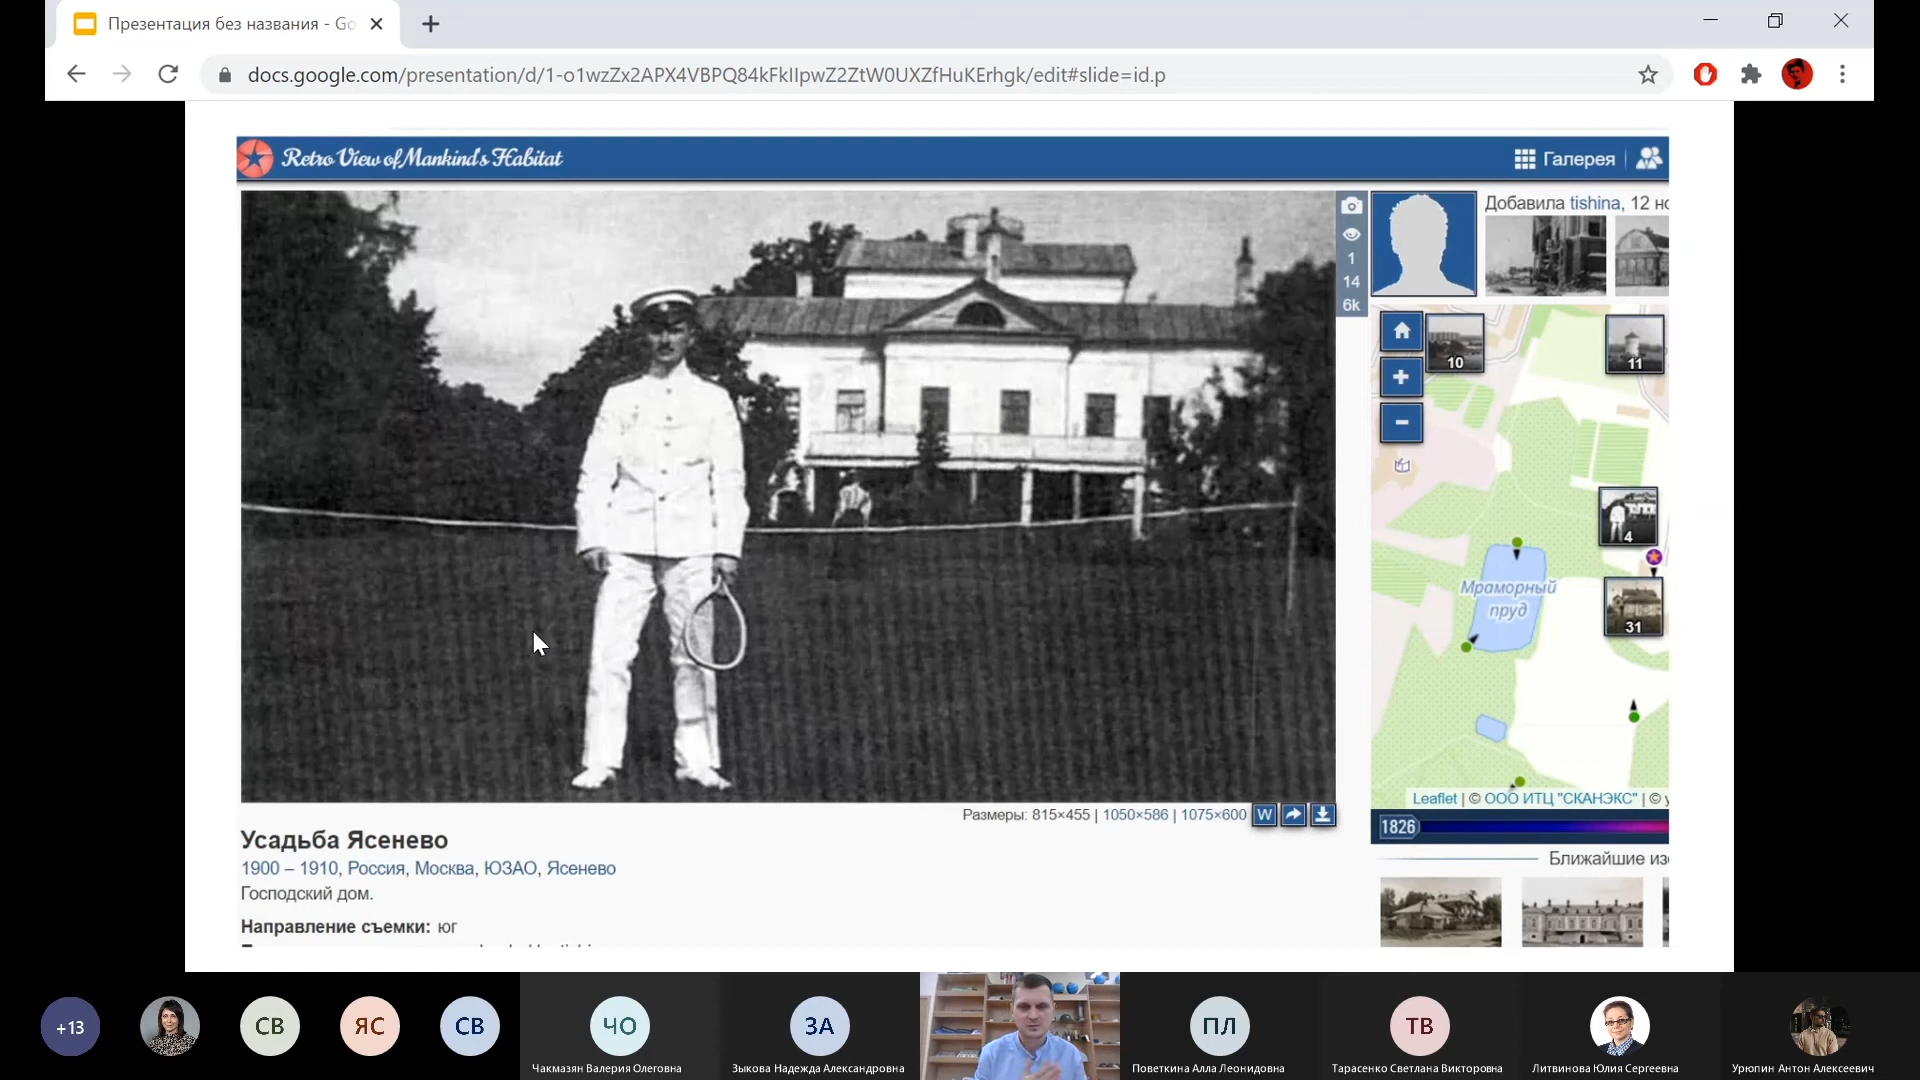 Презентация без названия - Go
docs.google.com/presentation/d/1-o1wzZx2APX4VBPQ84kFkIIpwZ2ZtW0UXZfHuKErhgk/edit#slide=id.p
Retro View of Mankind's Habitat
Галерея
1
14
6k
Добавила tishina, 12 но
10
11
4
Мраморный
пруд
31
Leaflet | © ООО ИТЦ "СКАНЭКС" | © у
1826
Размеры: 815×455 | 1050×586 | 1075×600 W
Усадьба Ясенево
1900 – 1910, Россия, Москва, ЮЗАО, Ясенево
Господский дом.
Направление съемки: юг
Ближайшие из
+13
СВ
ЯС
СВ
ЧО
ЗА
ПЛ
ТВ
Чакмазян Валерия Олеговна
Зыкова Надежда Александровна
Поветкина Алла Леонидовна
Тарасенко Светлана Викторовна
Литвинова Юлия Сергеевна
Урюпин Антон Алексеевич